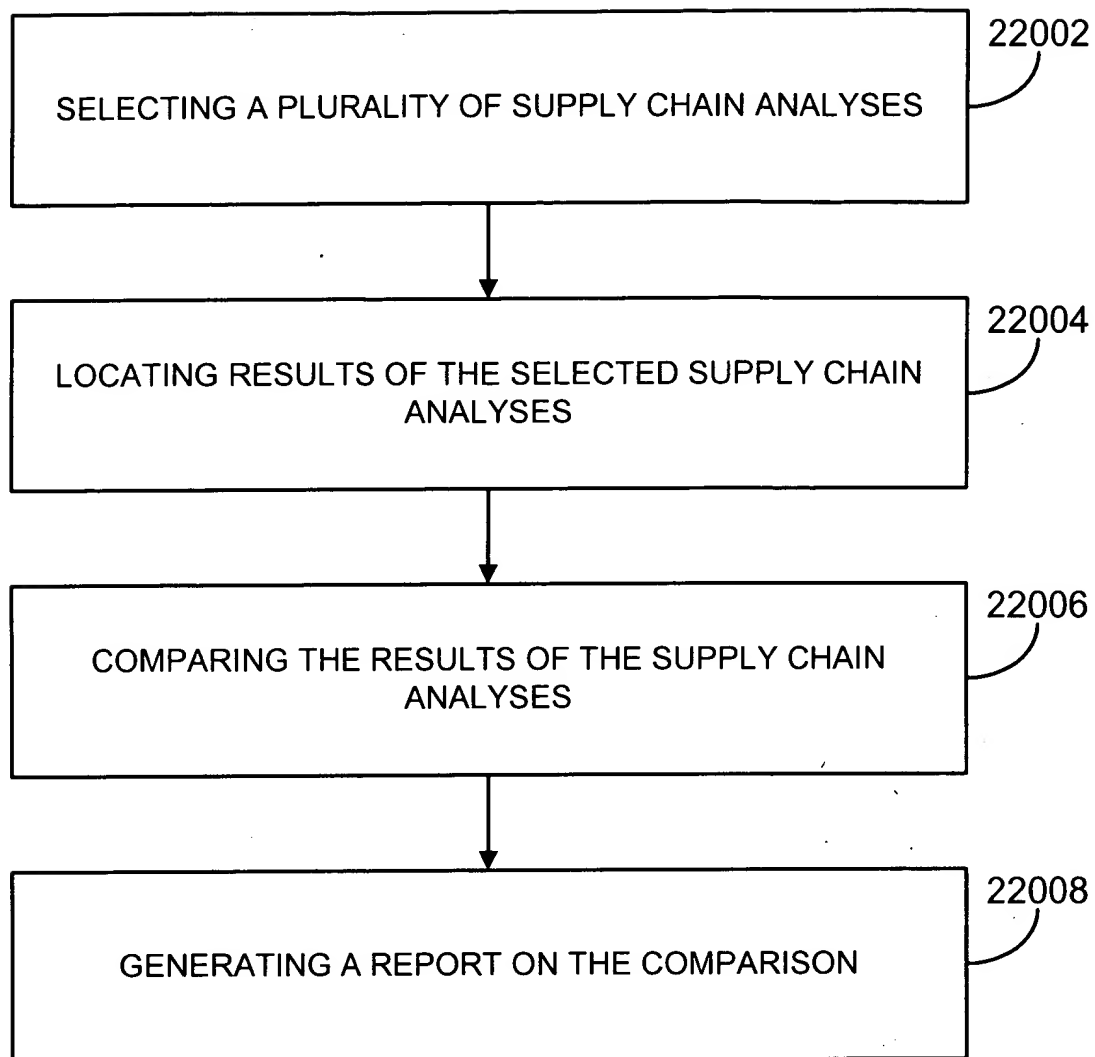 22002
SELECTING A PLURALITY OF SUPPLY CHAIN ANALYSES
22004
LOCATING RESULTS OF THE SELECTED SUPPLY CHAIN
ANALYSES
22006
COMPARING THE RESULTS OF THE SUPPLY CHAIN
ANALYSES
22008
GENERATING A REPORT ON THE COMPARISON